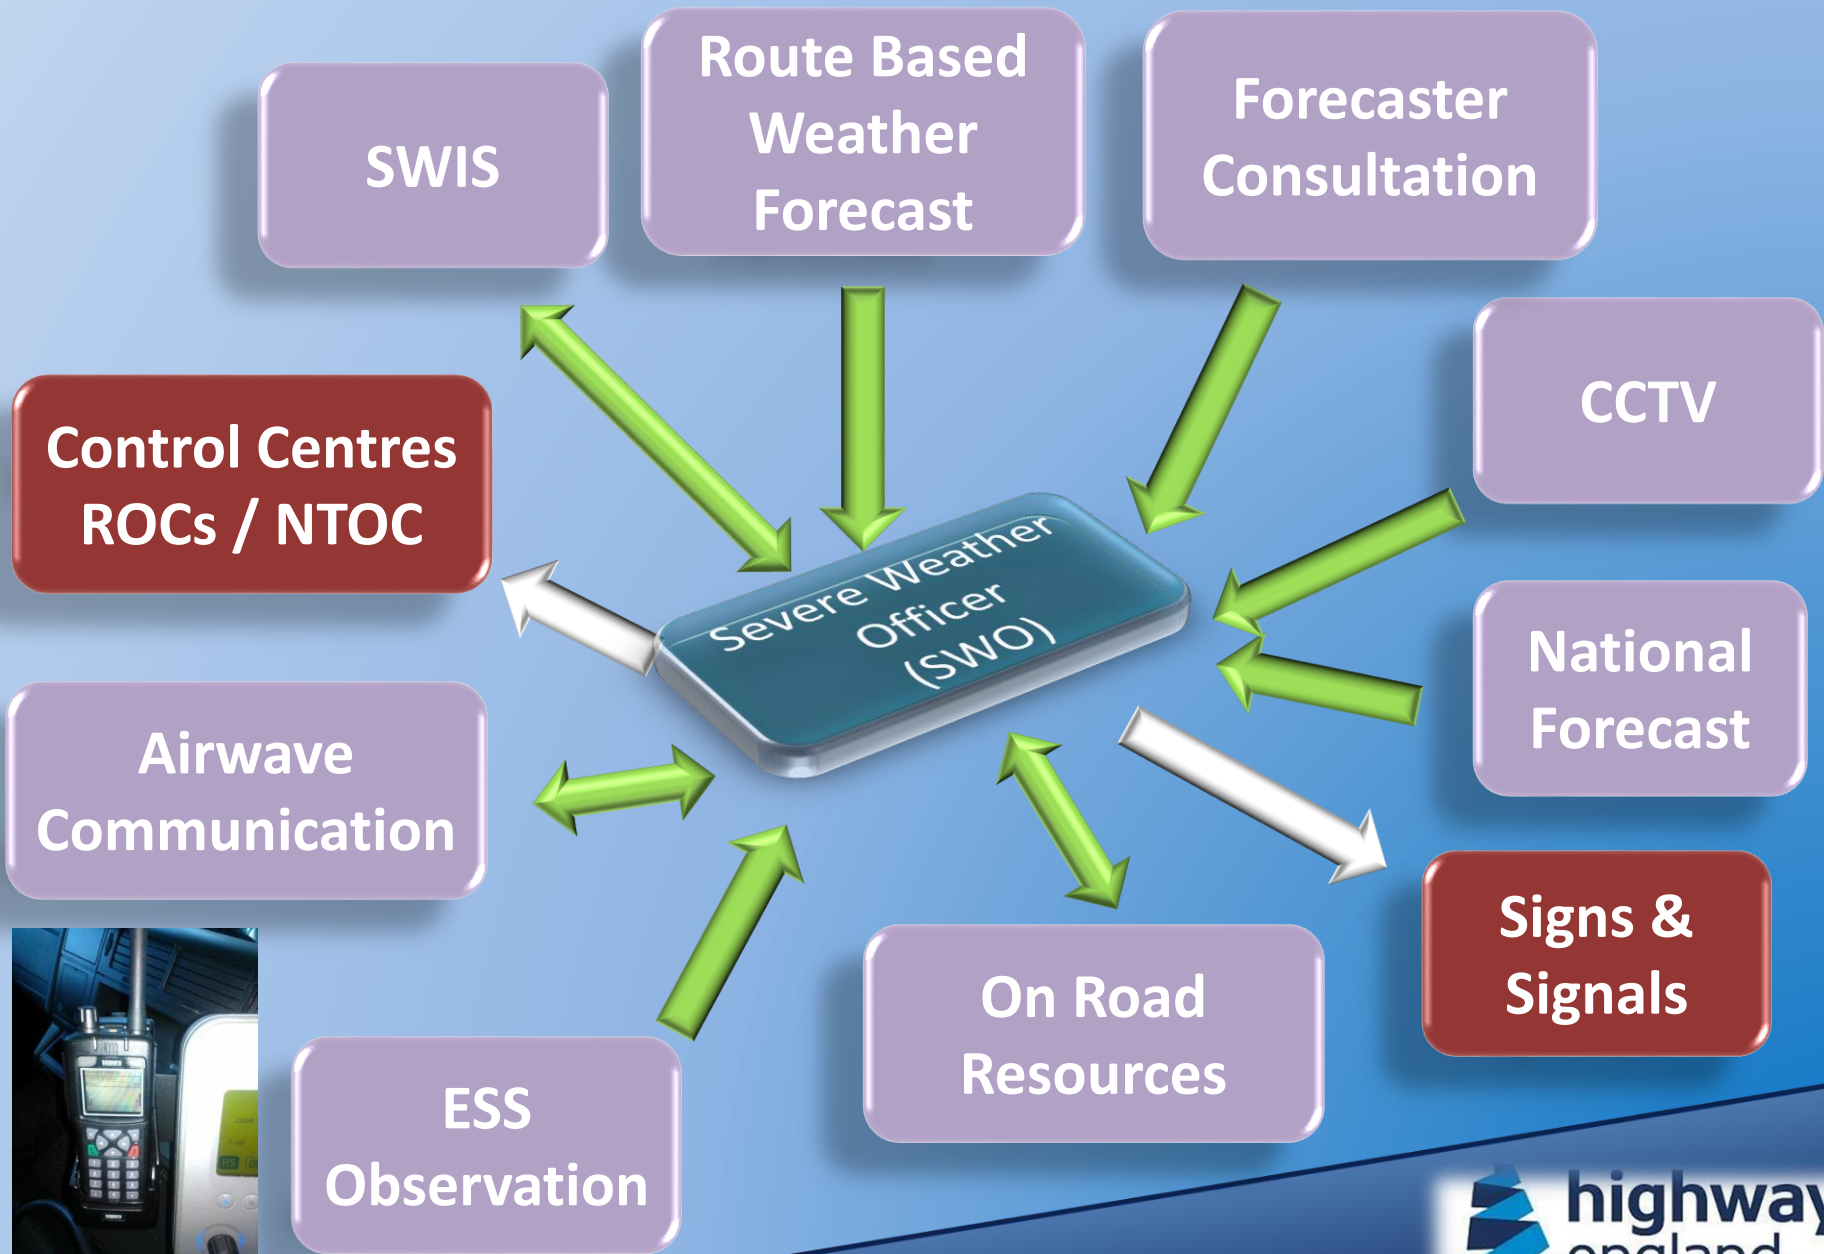 SWIS
Route Based
Weather
Forecast
Forecaster
Consultation
CCTV
Control Centres
ROCs / NTOC
Severe Weather
Officer
(SWO)
National
Forecast
Airwave
Communication
Signs &
Signals
On Road
Resources
ESS
Observation
highway
england